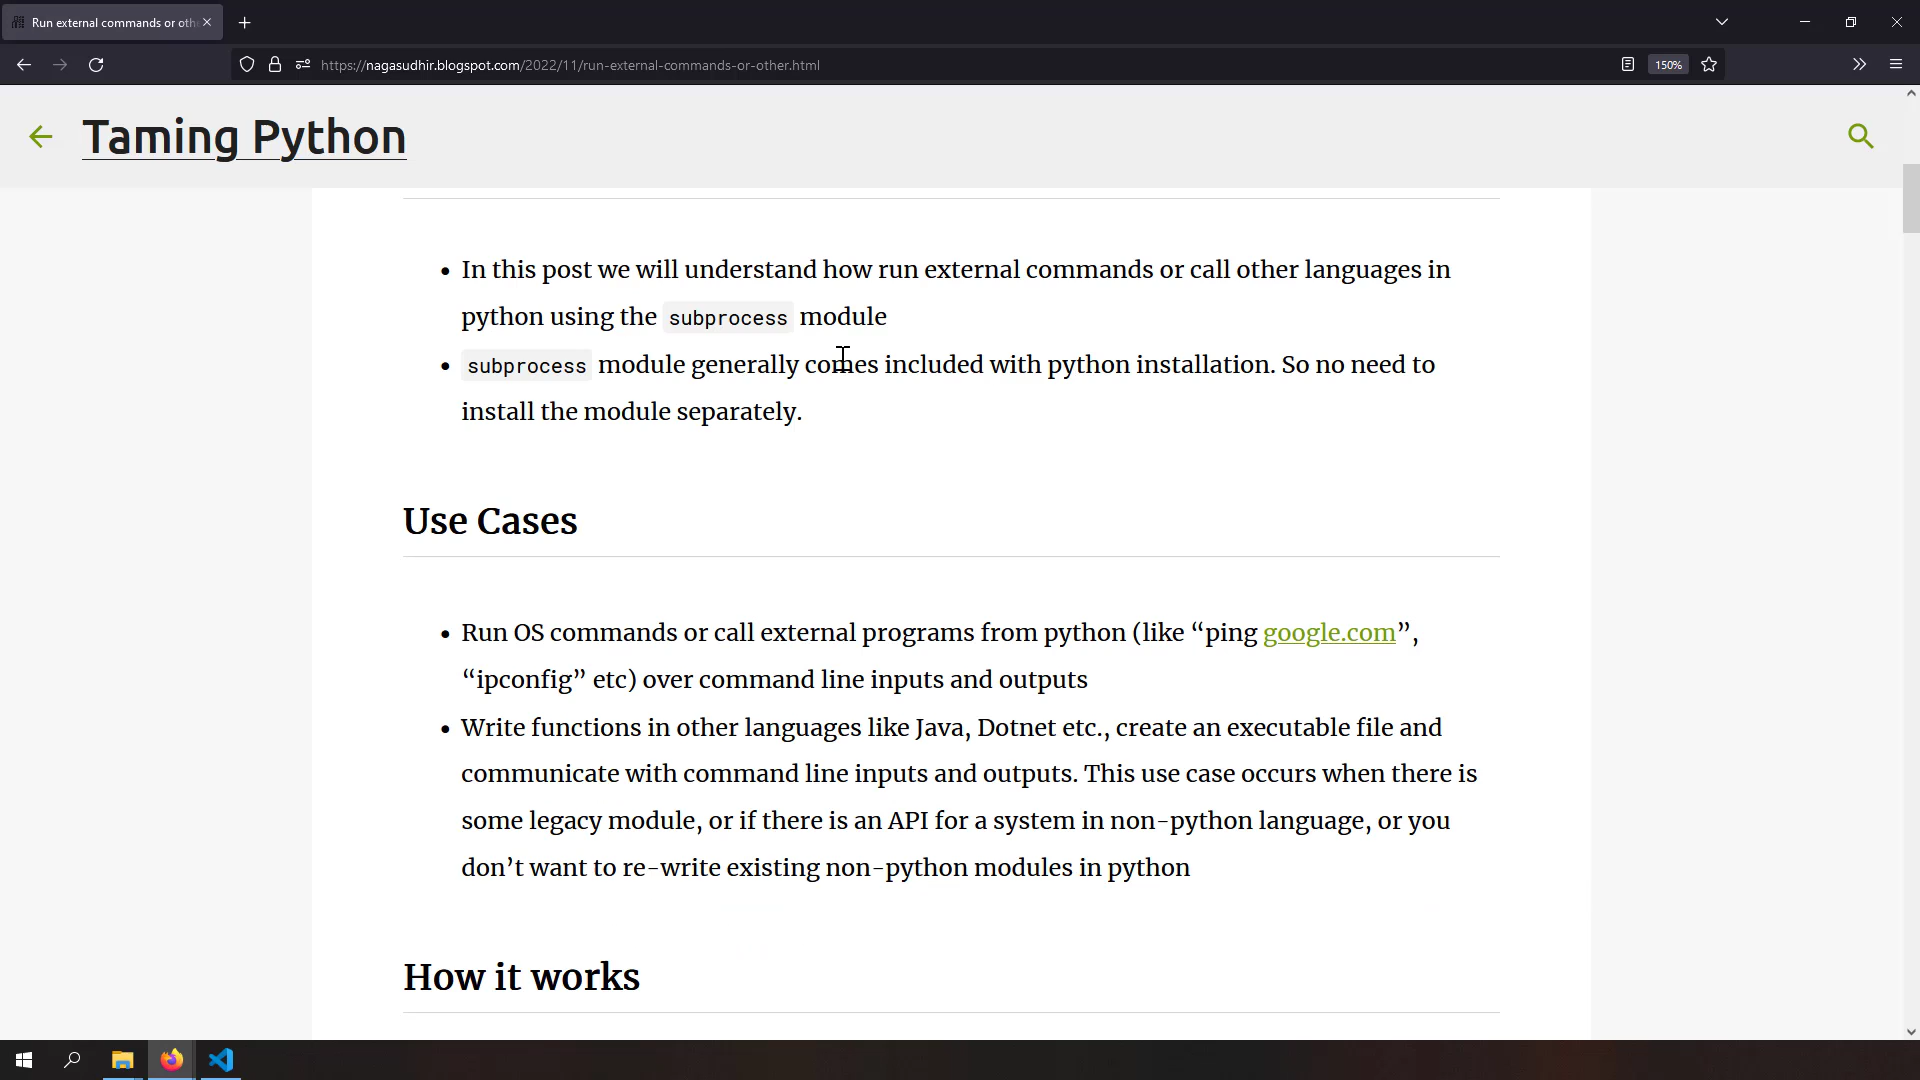 Run external commands or oth
https://nagasudhir.blogspot.com/2022/11/run-external-commands-or-other.html
150%
Taming Python
• In this post we will understand how run external commands or call other languages in
python using the subprocess module
• subprocess module generally comes included with python installation. So no need to
install the module separately.
Use Cases
• Run OS commands or call external programs from python (like “ping google.com”,
“ipconfig” etc) over command line inputs and outputs
• Write functions in other languages like Java, Dotnet etc., create an executable file and
communicate with command line inputs and outputs. This use case occurs when there is
some legacy module, or if there is an API for a system in non-python language, or you
don’t want to re-write existing non-python modules in python
How it works